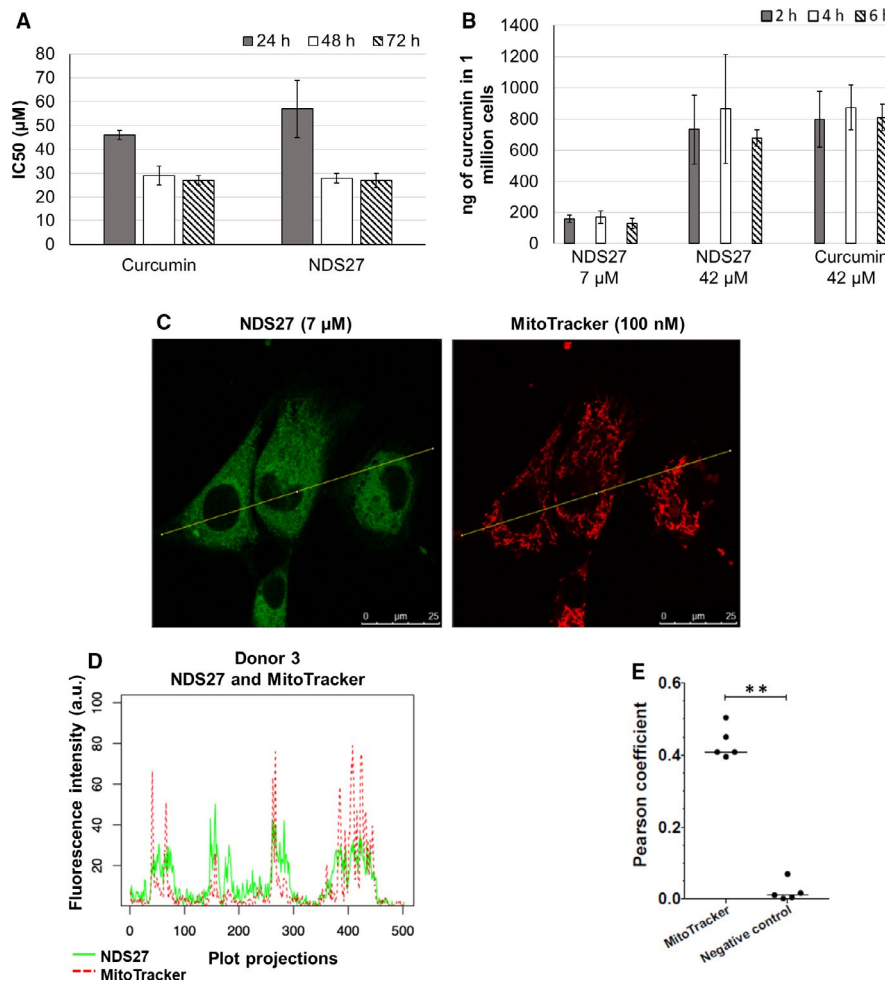 A
24 h 48 h 72 h
80
70
60
50
40
30
20
10
0
IC50 (µM)
Curcumin NDS27
B
2 h 4 h 6 h
1400
1200
1000
800
600
400
200
0
ng of curcumin in 1
million cells
NDS27 NDS27 Curcumin
7 µM 42 µM 42 µM
C
NDS27 (7 µM) MitoTracker (100 nM)
0 µm 25
0 µm 25
D
Donor 3
NDS27 and MitoTracker
Fluorescence intensity (a.u.)
100
80
60
40
20
0 100 200 300 400 500
Plot projections
NDS27
MitoTracker
E
**
0.6
0.4
0.2
0.0
Pearson coefficient
MitoTracker
Negative control